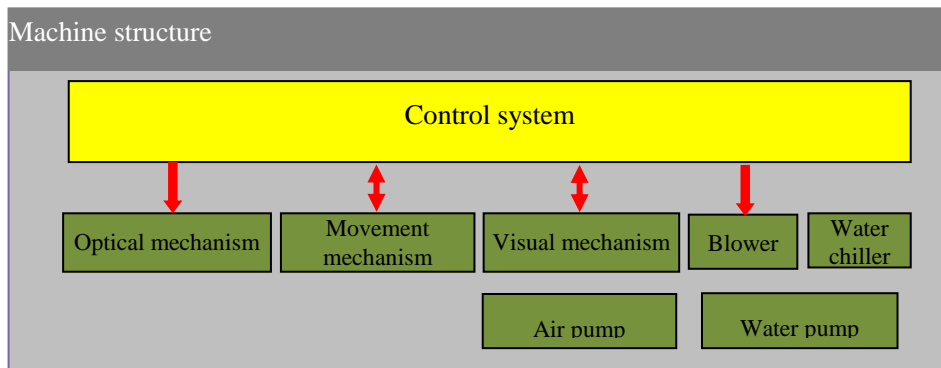 Machine structure
Control system
Optical mechanism
Movement
mechanism
Visual mechanism
Blower
Water
chiller
Air pump
Water pump